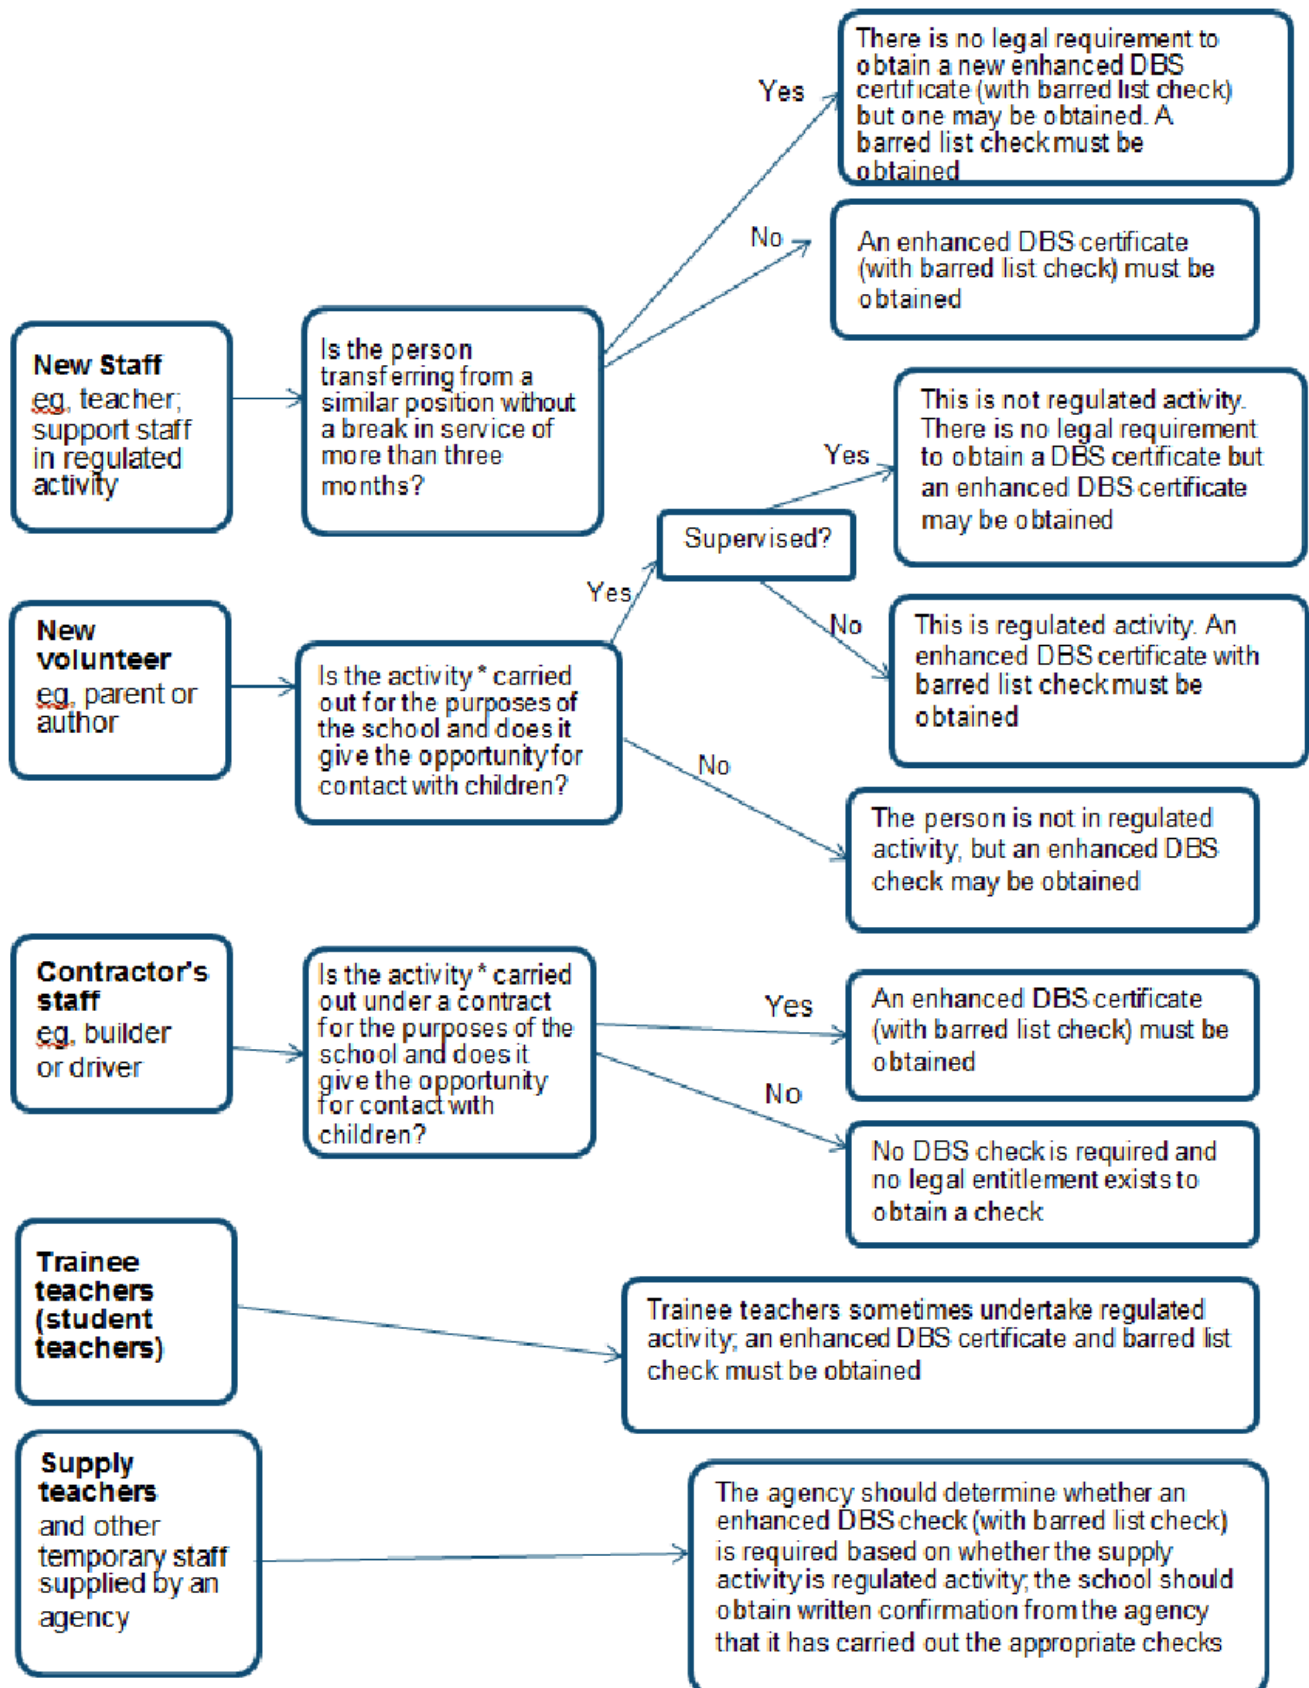 There is no legal requirement to
obtain a new enhanced DBS
certificate (with barred list check)
but one may be obtained. A
barred list check must be
obtained
Yes
No
An enhanced DBS certificate
(with barred list check) must be
obtained
New Staff
eg, teacher;
support staff
in regulated
activity
Is the person
transferring from a
similar position without
a break in service of
more than three
months?
This is not regulated activity.
There is no legal requirement
to obtain a DBS certificate but
an enhanced DBS certificate
may be obtained
Yes
Supervised?
Yes
No
This is regulated activity. An
enhanced DBS certificate with
barred list check must be
obtained
New
volunteer
eg, parent or
author
Is the activity * carried
out for the purposes of
the school and does it
give the opportunity for
contact with children?
No
The person is not in regulated
activity, but an enhanced DBS
check may be obtained
Contractor's
staff
eg, builder
or driver
Is the activity * carried
out under a contract
for the purposes of the
school and does it
give the opportunity
for contact with
children?
Yes
An enhanced DBS certificate
(with barred list check) must be
obtained
No
No DBS check is required and
no legal entitlement exists to
obtain a check
Trainee
teachers
(student
teachers)
Trainee teachers sometimes undertake regulated
activity; an enhanced DBS certificate and barred list
check must be obtained
Supply
teachers
and other
temporary staff
supplied by an
agency
The agency should determine whether an
enhanced DBS check (with barred list check)
is required based on whether the supply
activity is regulated activity; the school should
obtain written confirmation from the agency
that it has carried out the appropriate checks